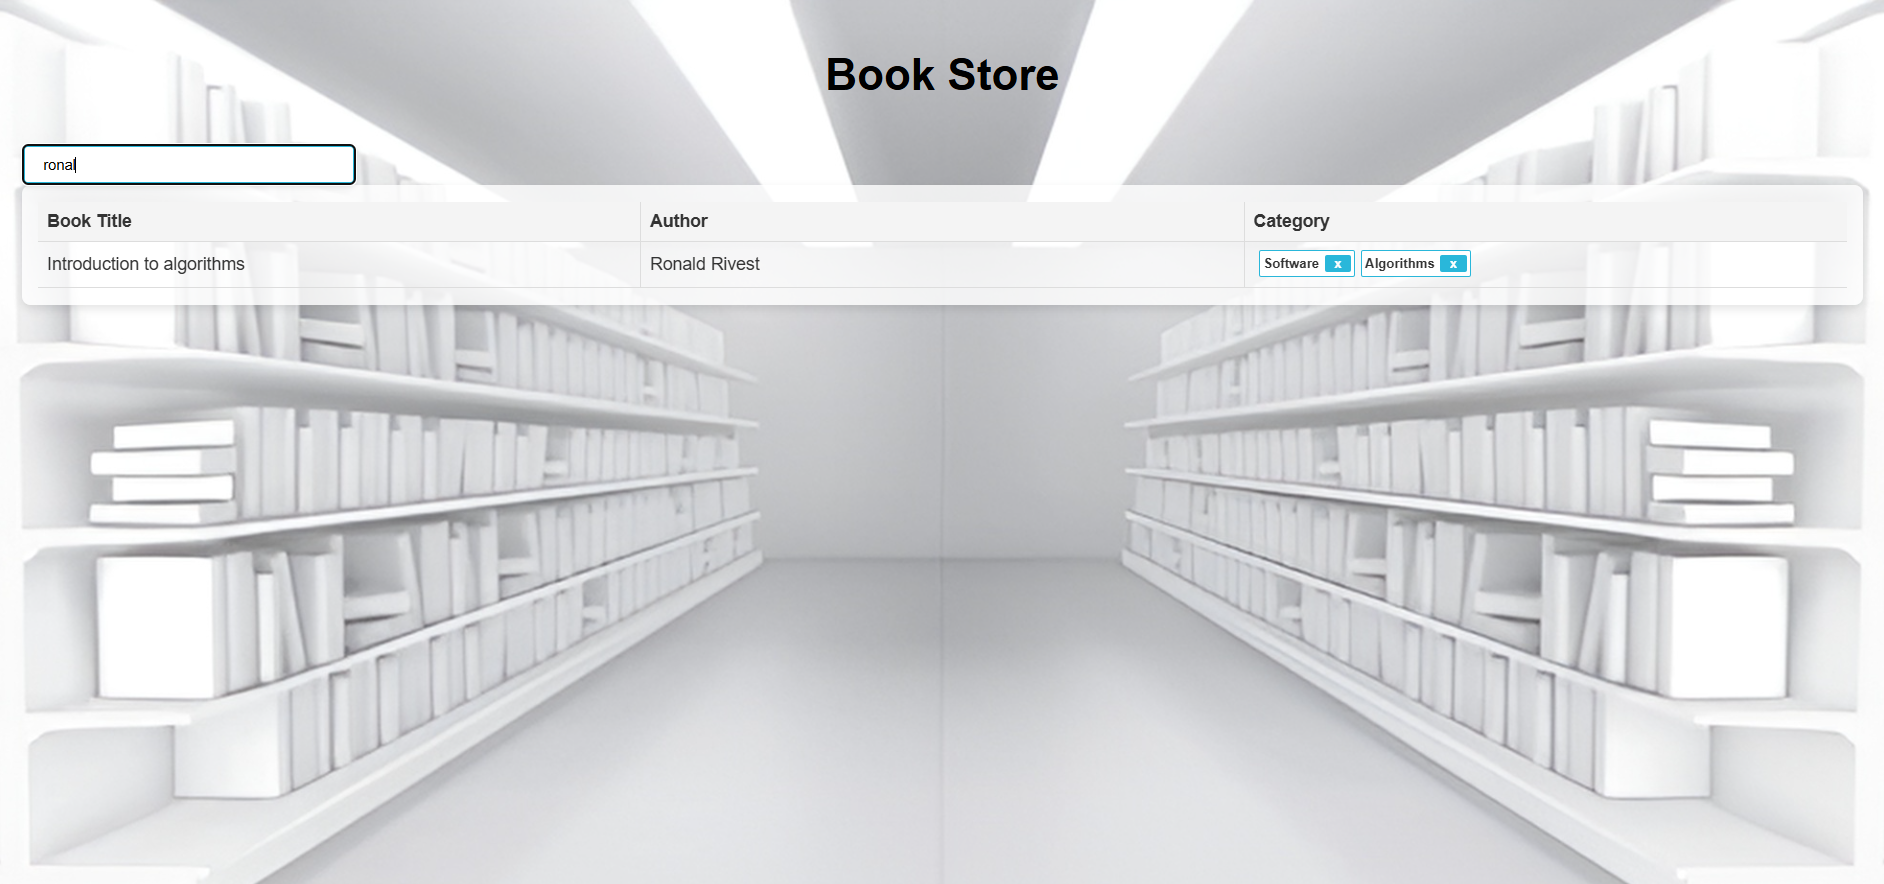 Book Store
ronal
Book Title Author Category
Introduction to algorithms Ronald Rivest Software x Algorithms x